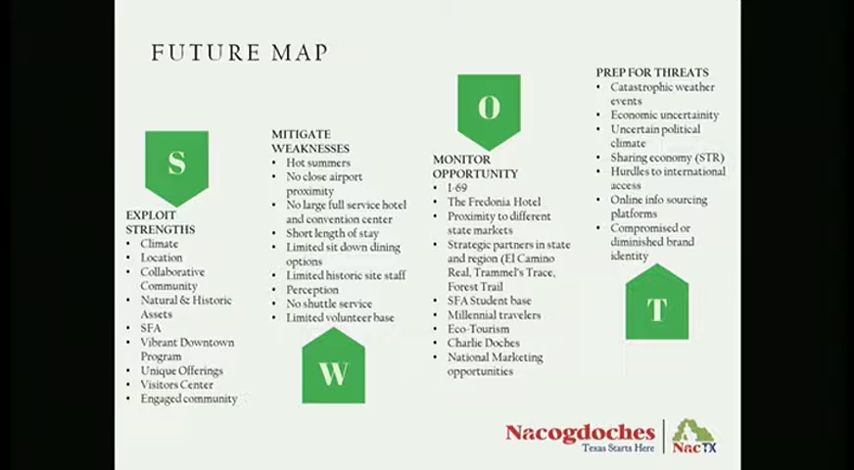 FUTURE MAP
S
EXPLOIT
STRENGTHS
• Climate
• Location
• Collaborative
Community
• Natural & Historic
Assets
• SFA
• Vibrant Downtown
Program
• Unique Offerings
• Visitors Center
• Engaged community
MITIGATE
WEAKNESSES
• Hot summers
• No close airport
proximity
• No large full service hotel
and convention center
• Short length of stay
• Limited sit down dining
options
• Limited historic site staff
• Perception
• No shuttle service
• Limited volunteer base
W
O
MONITOR
OPPORTUNITY
• I-69
• The Fredonia Hotel
• Proximity to different
state markets
• Strategic partners in state
and region (El Camino
Real, Trammel's Trace,
Forest Trail
• SFA Student base
• Millennial travelers
• Eco-Tourism
• Charlie Doches
• National Marketing
opportunities
PREP FOR THREATS
• Catastrophic weather
events
• Economic uncertainity
• Uncertain political
climate
• Sharing economy (STR)
• Hurdles to international
access
• Online info sourcing
platforms
• Compromised or
diminished brand
identity
T
Nacogdoches
Texas Starts Here
NacTX